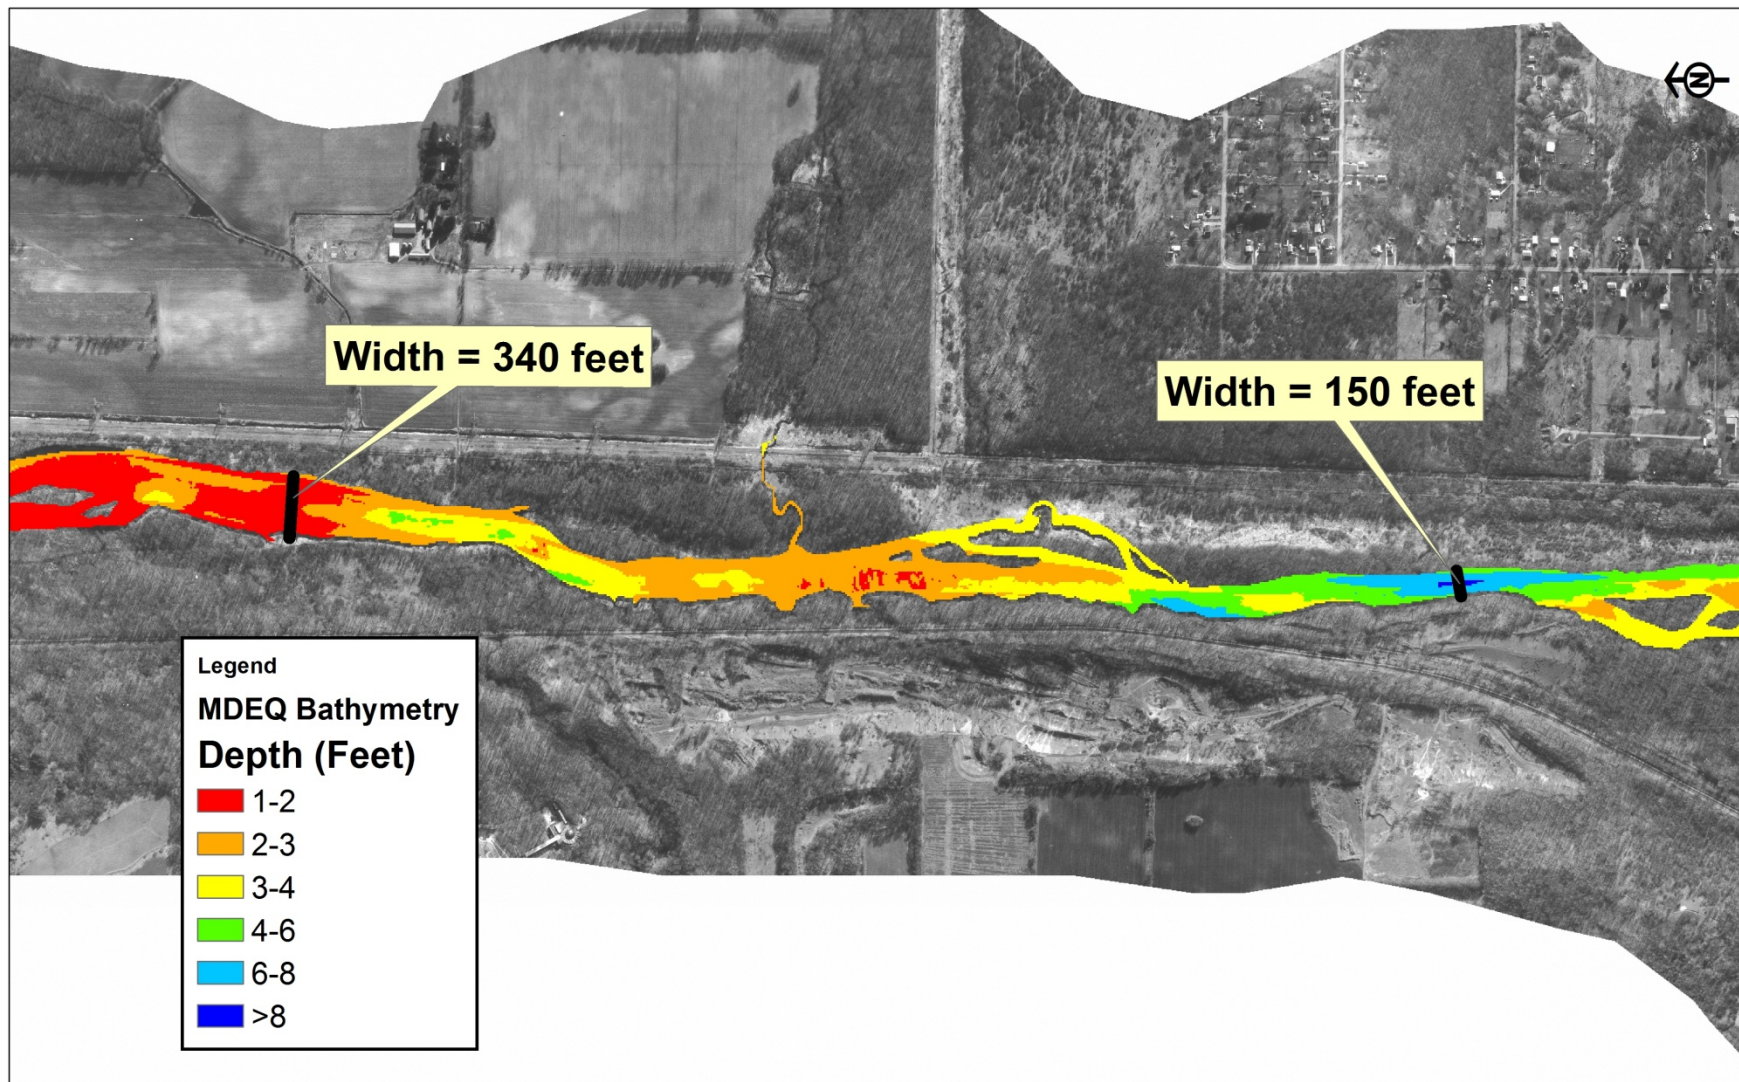 N
Width = 340 feet
Width = 150 feet
Legend
MDEQ Bathymetry
Depth (Feet)
1-2
2-3
3-4
4-6
6-8
>8